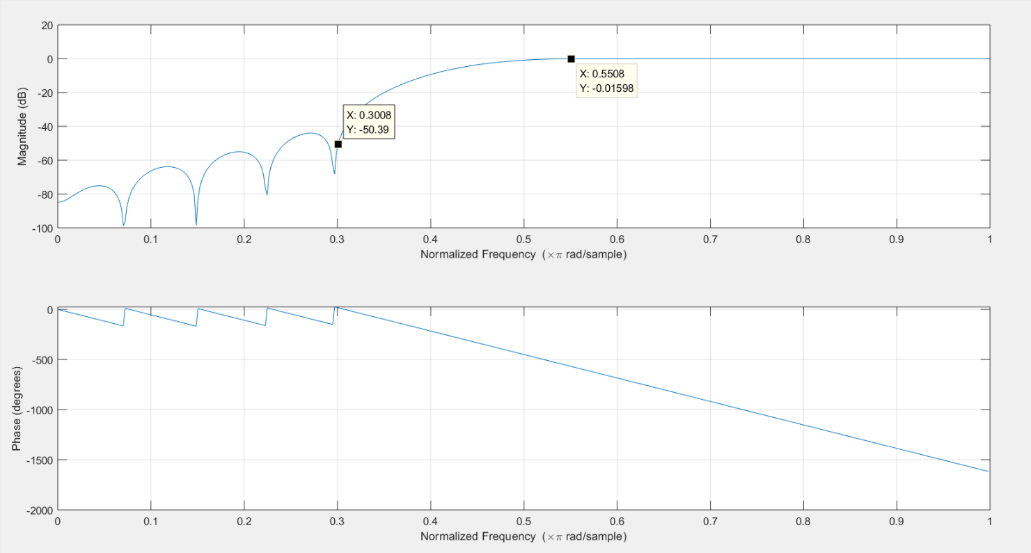 20
0
-20
-40
-60
-80
-100
Magnitude (dB)
X: 0.5508
Y: -0.01598
X: 0.3008
Y: -50.39
0 0.1 0.2 0.3 0.4 0.5 0.6 0.7 0.8 0.9 1
Normalized Frequency (×π rad/sample)
0
-500
-1000
-1500
-2000
Phase (degrees)
0 0.1 0.2 0.3 0.4 0.5 0.6 0.7 0.8 0.9 1
Normalized Frequency (×π rad/sample)